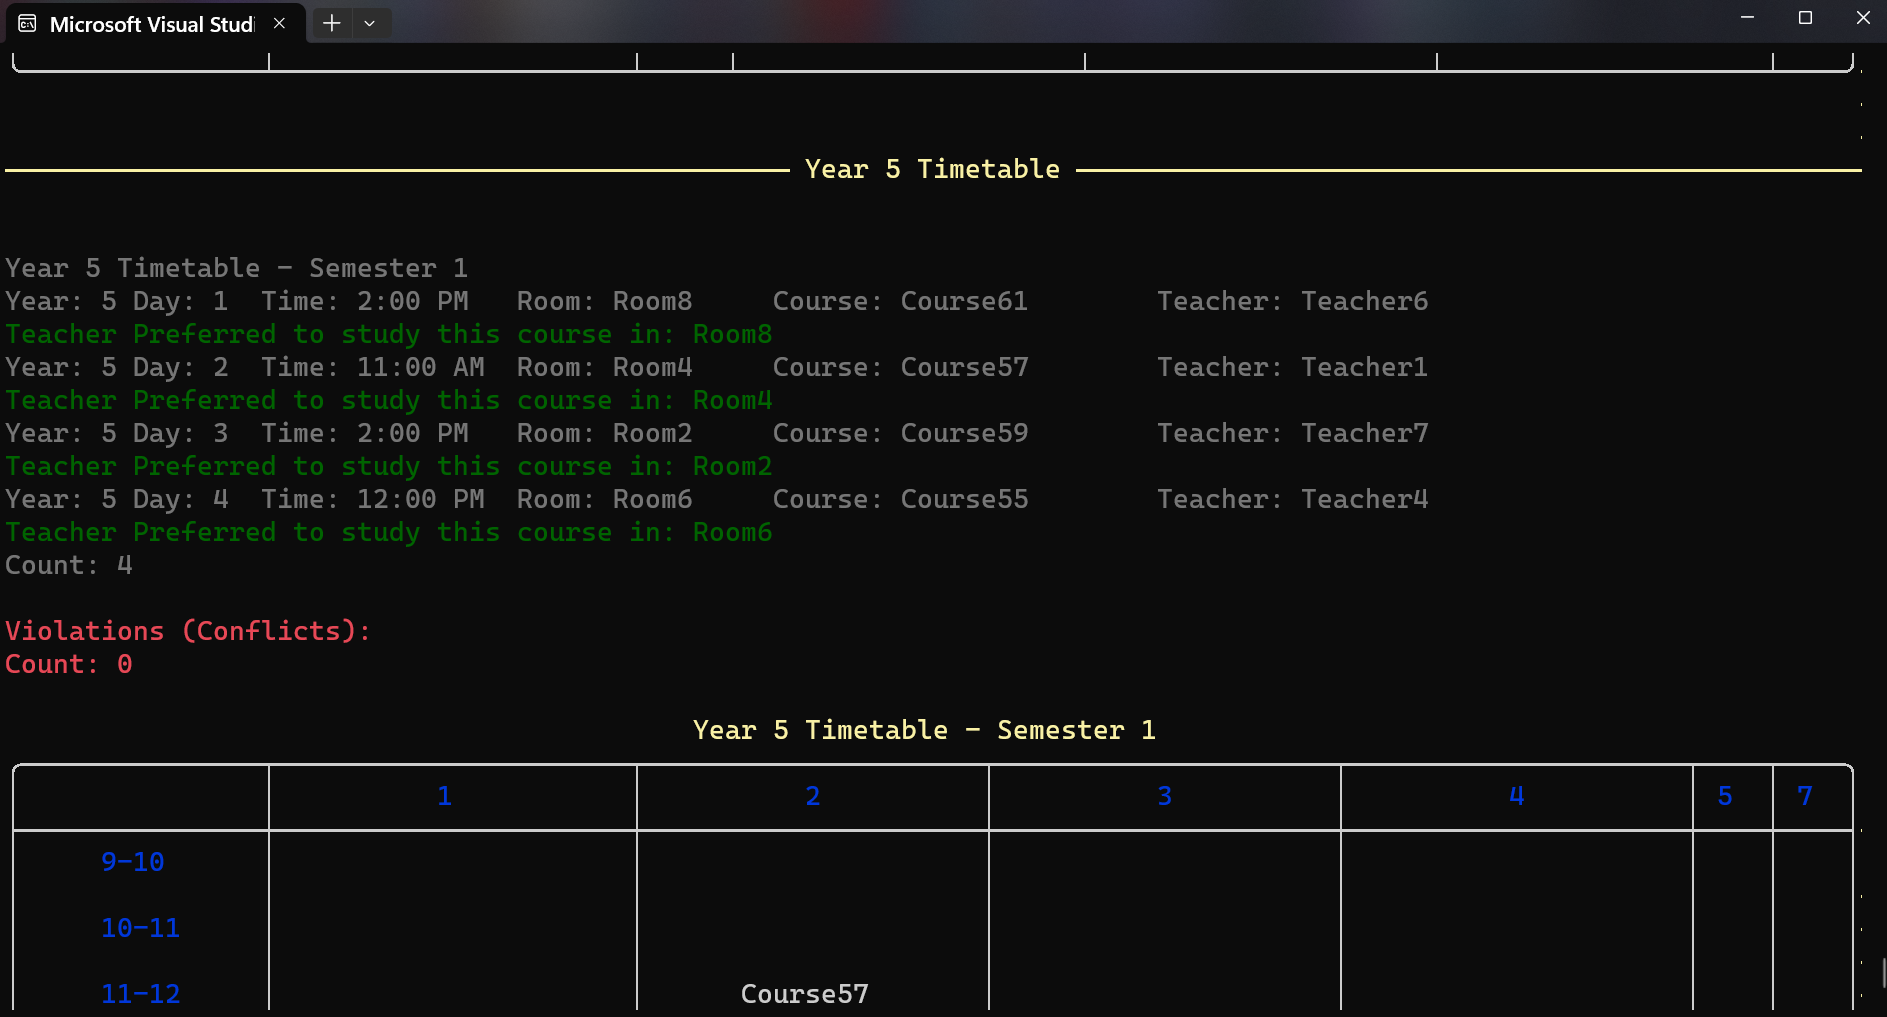 Microsoft Visual Studi
Year 5 Timetable
Year 5 Timetable - Semester 1
Year: 5 Day: 1 Time: 2:00 PM Room: Room8 Course: Course61 Teacher: Teacher6
Teacher Preferred to study this course in: Room8
Year: 5 Day: 2 Time: 11:00 AM Room: Room4 Course: Course57 Teacher: Teacher1
Teacher Preferred to study this course in: Room4
Year: 5 Day: 3 Time: 2:00 PM Room: Room2 Course: Course59 Teacher: Teacher7
Teacher Preferred to study this course in: Room2
Year: 5 Day: 4 Time: 12:00 PM Room: Room6 Course: Course55 Teacher: Teacher4
Teacher Preferred to study this course in: Room6
Count: 4
Violations (Conflicts):
Count: 0
Year 5 Timetable - Semester 1
1 2 3 4 5 7
9-10
10-11
11-12 Course57